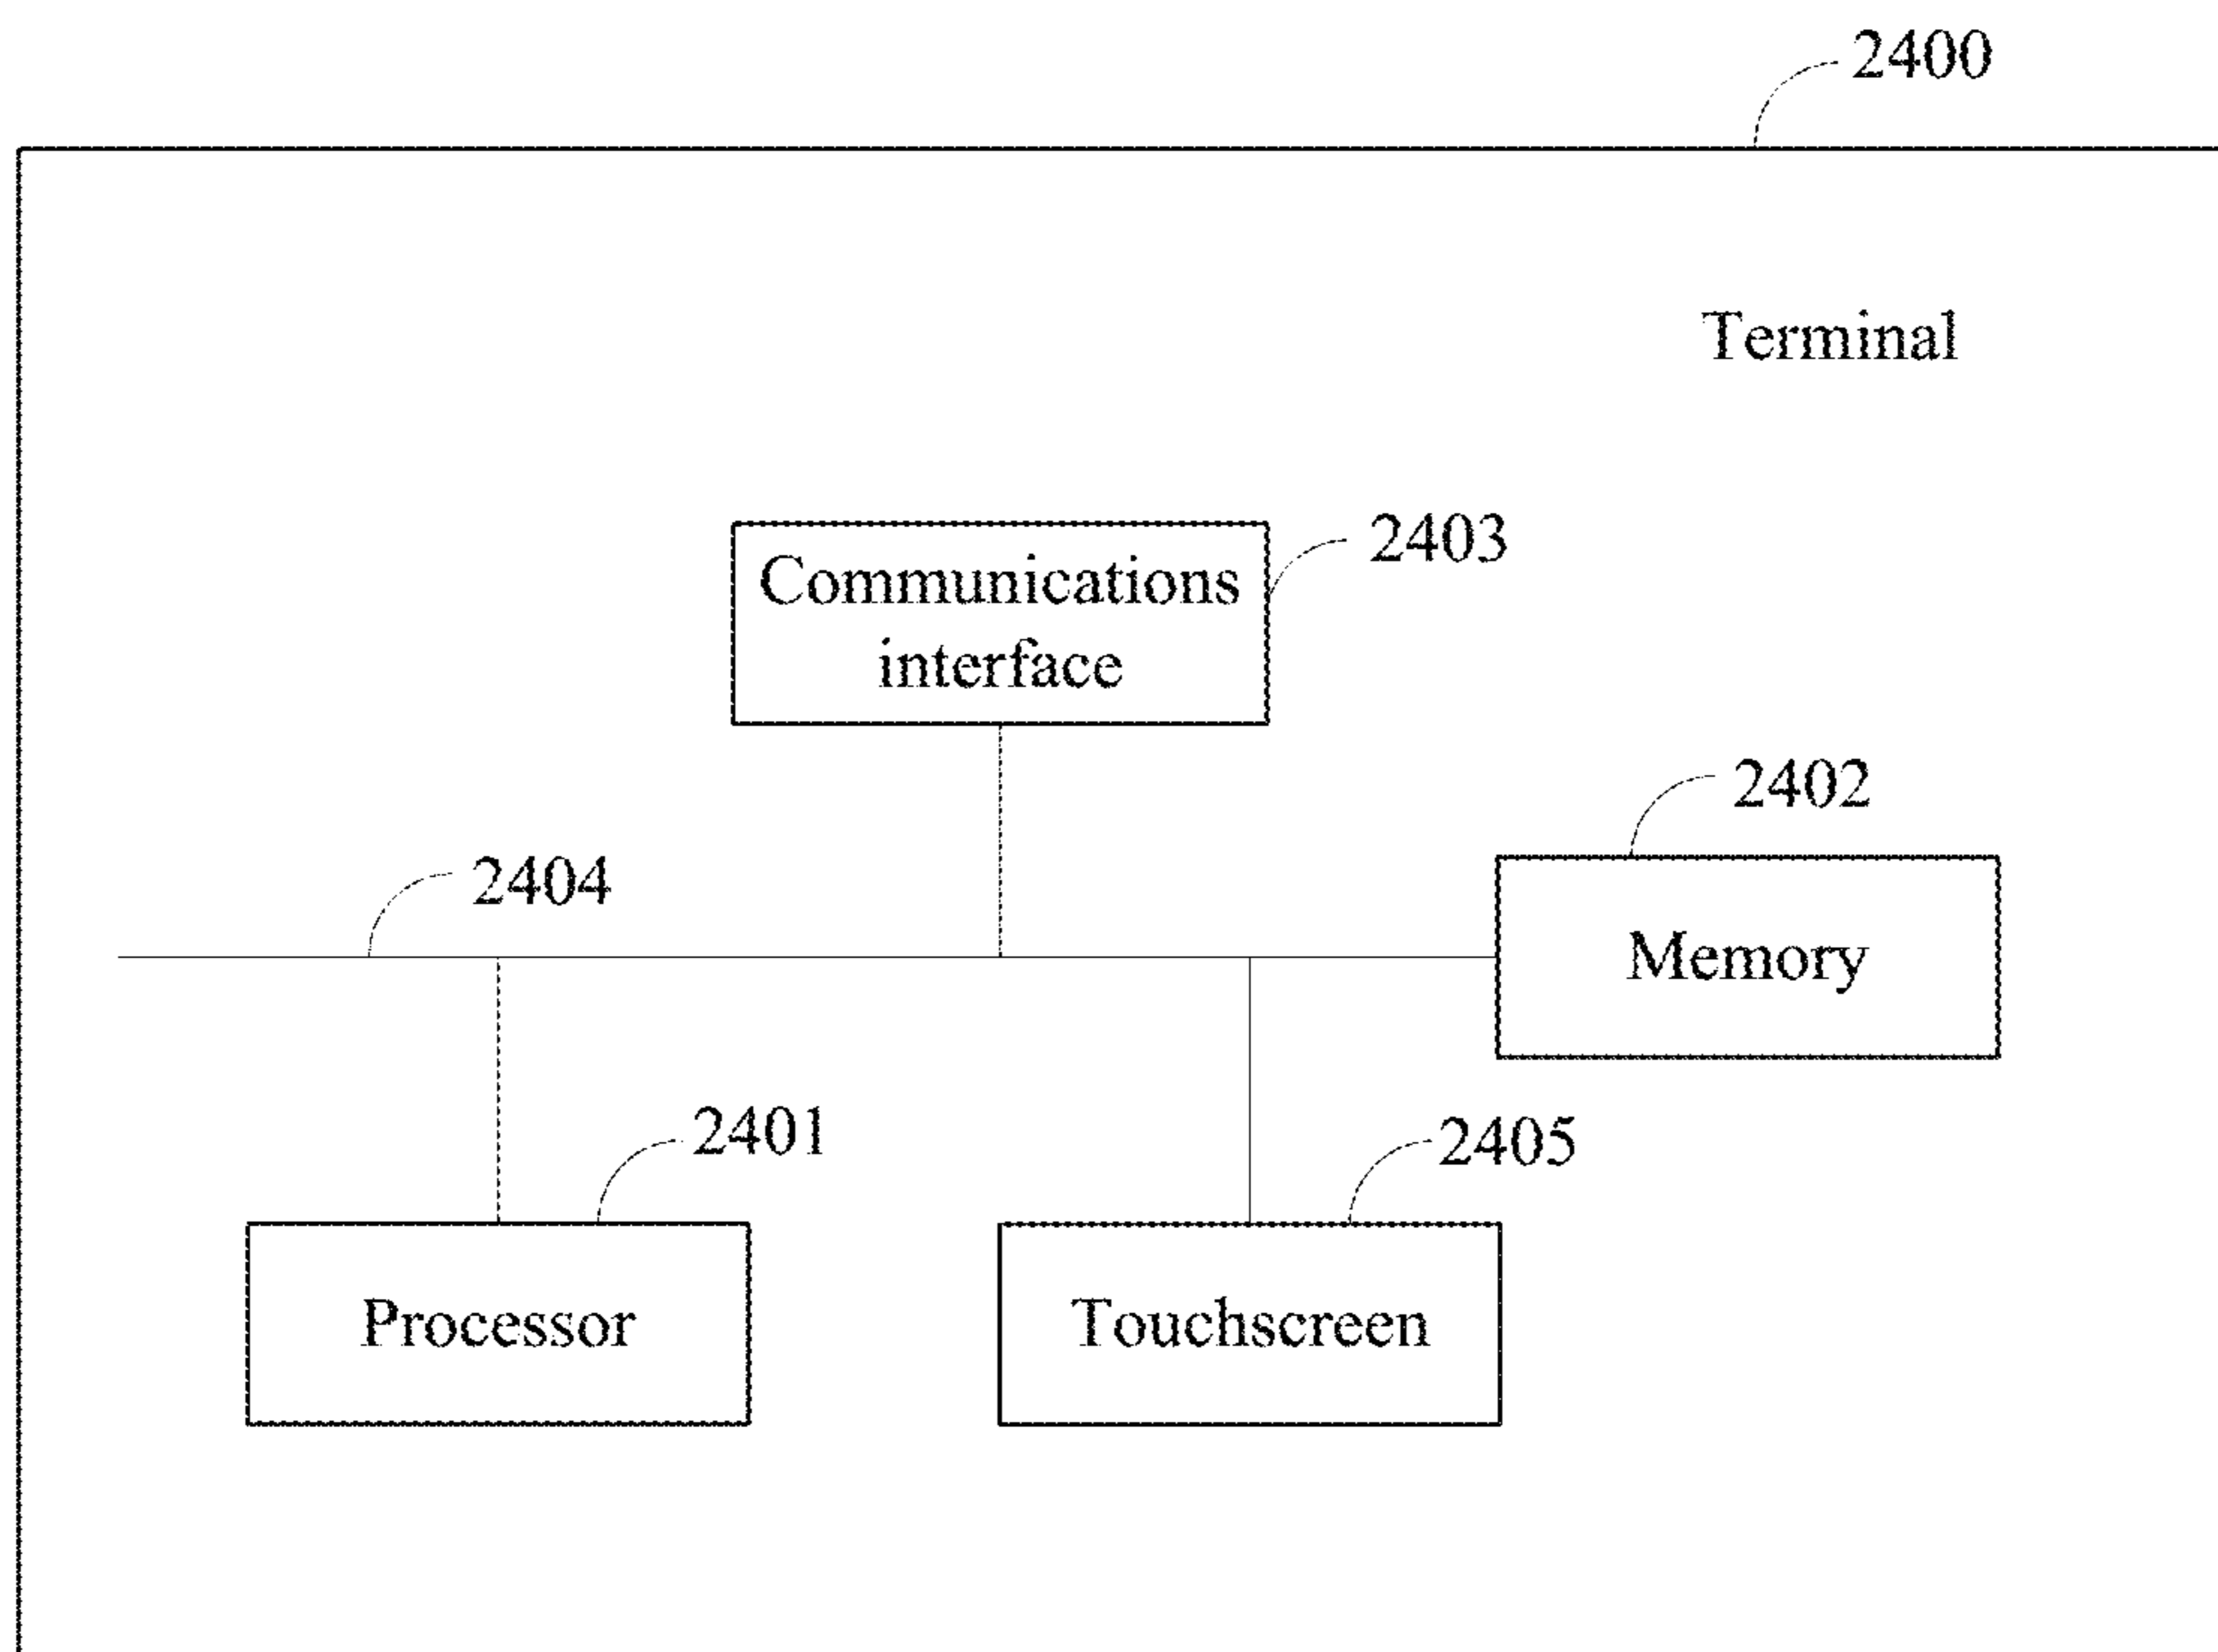 2400
Terminal
Communications
interface
2403
2402
2404
Memory
2401
2405
Processor
Touchscreen